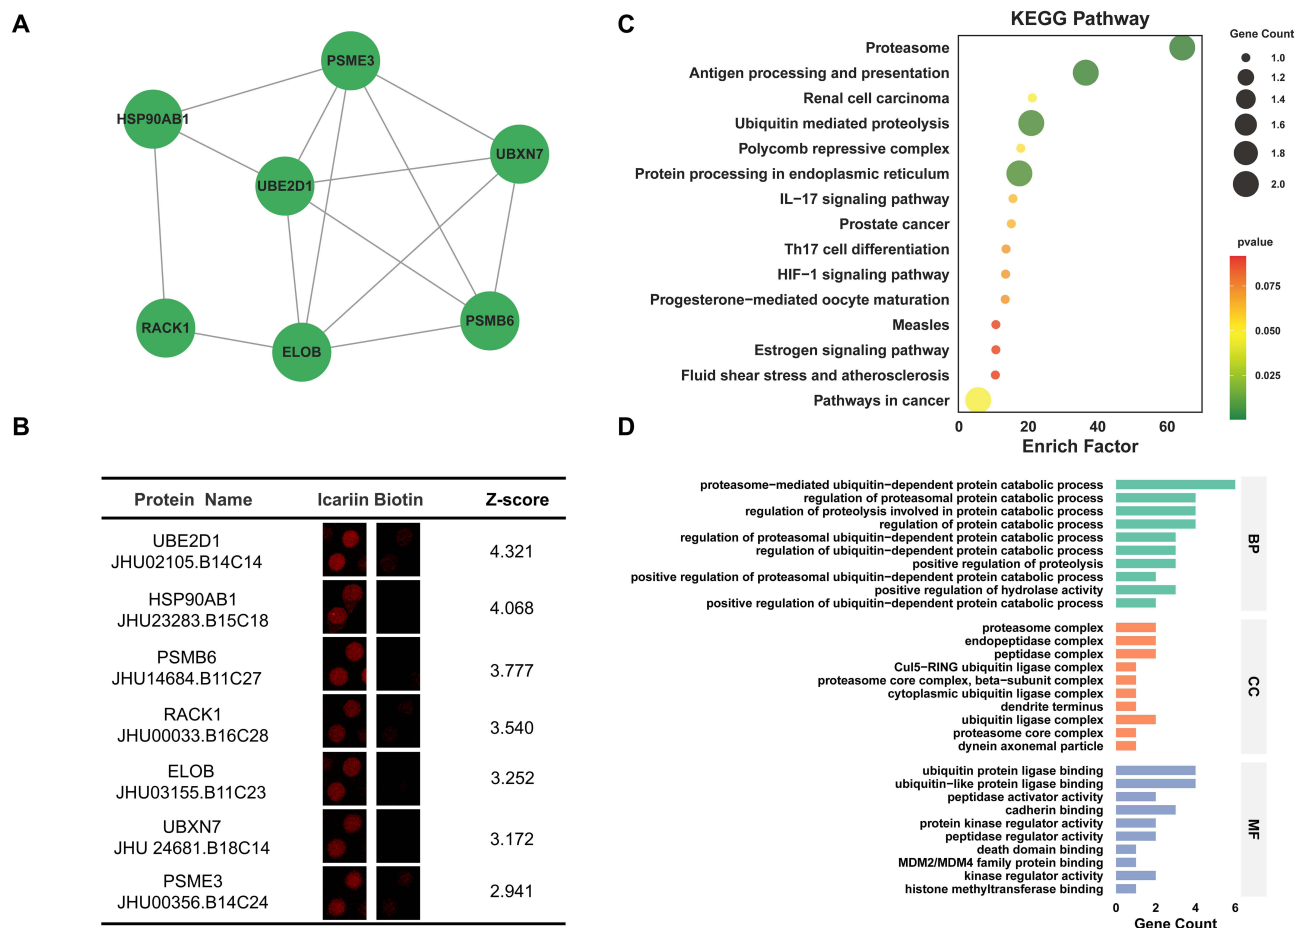 A
PSME3
HSP90AB1
UBXN7
UBE2D1
RACK1
PSMB6
ELOB
B
Protein Name Icariin Biotin Z-score
UBE2D1
JHU02105.B14C14
4.321
HSP90AB1
JHU23283.B15C18
4.068
PSMB6
JHU14684.B11C27
3.777
RACK1
JHU00033.B16C28
3.540
ELOB
JHU03155.B11C23
3.252
UBXN7
JHU 24681.B18C14
3.172
PSME3
JHU00356.B14C24
2.941
C
KEGG Pathway
Proteasome
Antigen processing and presentation
Renal cell carcinoma
Ubiquitin mediated proteolysis
Polycomb repressive complex
Protein processing in endoplasmic reticulum
IL−17 signaling pathway
Prostate cancer
Th17 cell differentiation
HIF−1 signaling pathway
Progesterone−mediated oocyte maturation
Measles
Estrogen signaling pathway
Fluid shear stress and atherosclerosis
Pathways in cancer
0 20 40 60
Enrich Factor
Gene Count
1.0
1.2
1.4
1.6
1.8
2.0
pvalue
0.075
0.050
0.025
D
proteasome−mediated ubiquitin−dependent protein catabolic process
regulation of proteasomal protein catabolic process
regulation of proteolysis involved in protein catabolic process
regulation of protein catabolic process
regulation of proteasomal ubiquitin−dependent protein catabolic process
regulation of ubiquitin−dependent protein catabolic process
positive regulation of proteolysis
positive regulation of proteasomal ubiquitin−dependent protein catabolic process
positive regulation of hydrolase activity
positive regulation of ubiquitin−dependent protein catabolic process
BP
proteasome complex
endopeptidase complex
peptidase complex
Cul5−RING ubiquitin ligase complex
proteasome core complex, beta−subunit complex
cytoplasmic ubiquitin ligase complex
dendrite terminus
ubiquitin ligase complex
proteasome core complex
dynein axonemal particle
CC
ubiquitin protein ligase binding
ubiquitin−like protein ligase binding
peptidase activator activity
cadherin binding
protein kinase regulator activity
peptidase regulator activity
death domain binding
MDM2/MDM4 family protein binding
kinase regulator activity
histone methyltransferase binding
MF
0 2 4 6
Gene Count